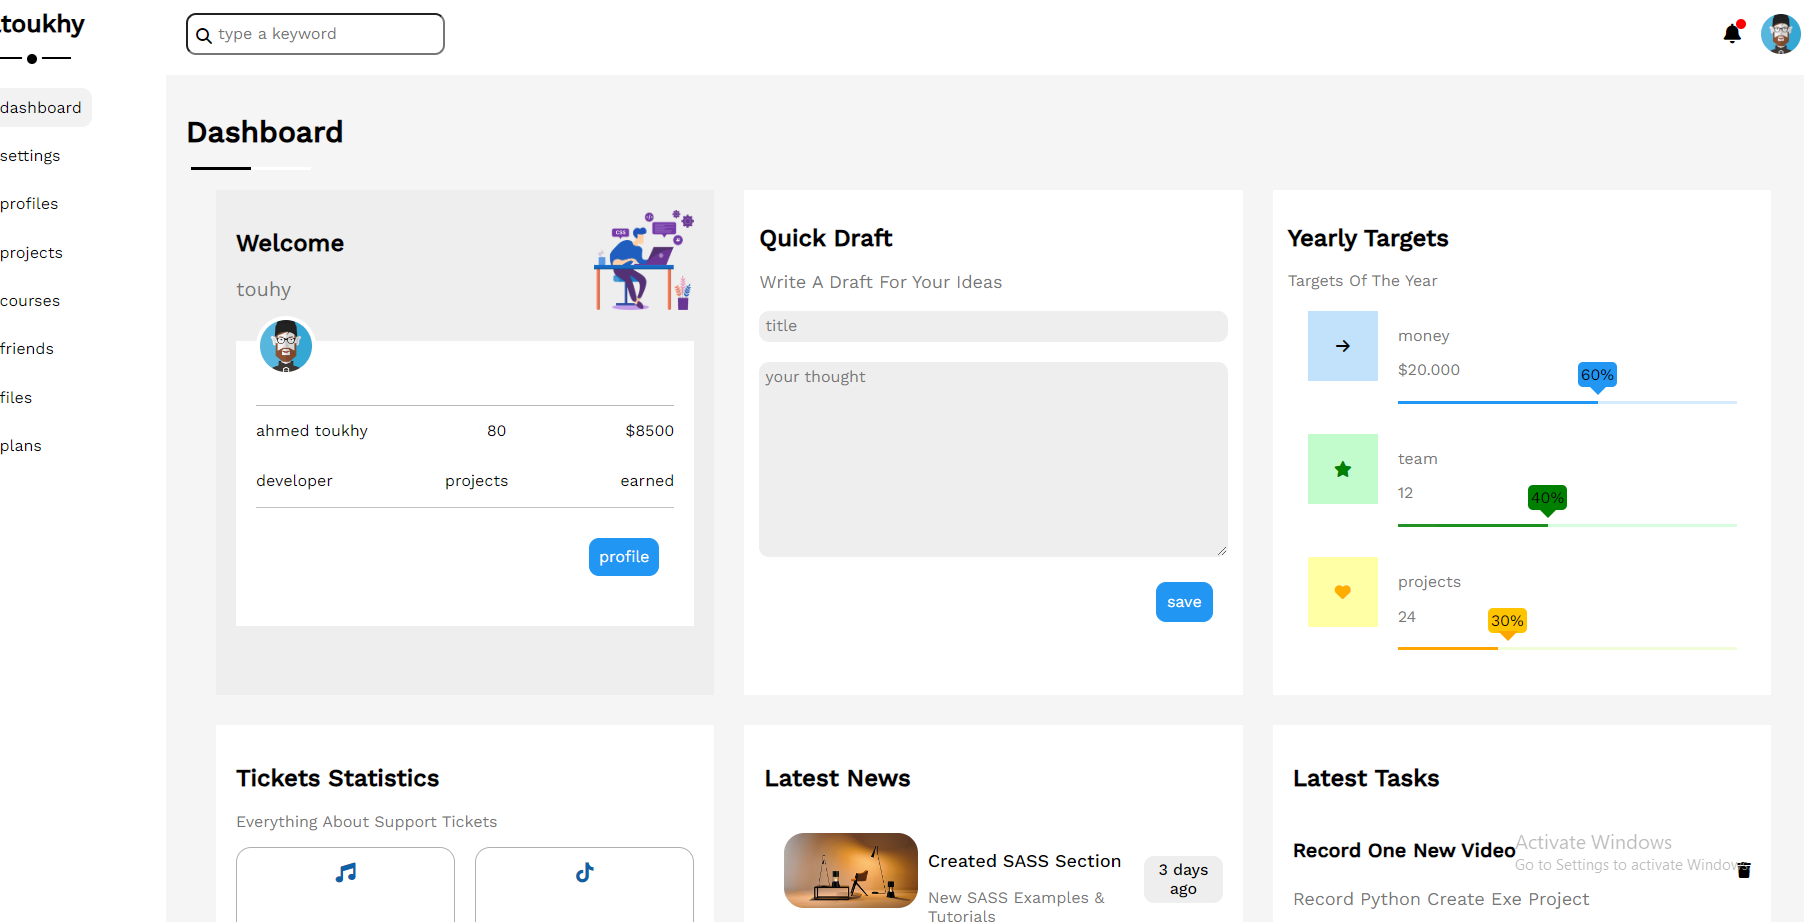 toukhy
type a keyword
dashboard
settings
profiles
projects
courses
friends
files
plans
Dashboard
Welcome
touhy
CSS
ahmed toukhy 80 $8500
developer projects earned
profile
Quick Draft
Write A Draft For Your Ideas
title
your thought
save
Yearly Targets
Targets Of The Year
money
$20.000
60%
team
12
40%
projects
24
30%
Tickets Statistics
Everything About Support Tickets
Latest News
Created SASS Section
New SASS Examples &
Tutorials
3 days
ago
Latest Tasks
Record One New Video
Record Python Create Exe Project
Activate Windows
Go to Settings to activate Windows.